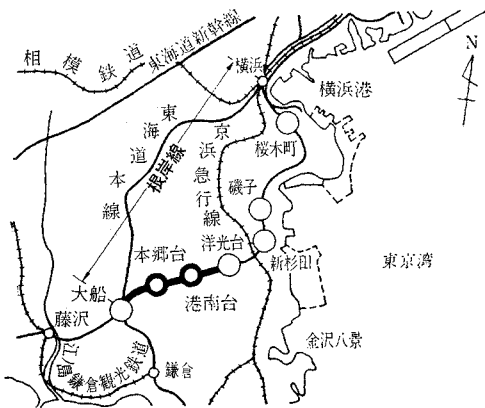 相模鉄道
東海道新幹線
横浜
横浜港
N
東海道本線
根岸線
京浜急行線
桜木町
磯子
洋光台
新杉田
本郷台
港南台
東京湾
大船
藤沢
江ノ島鎌倉観光鉄道
鎌倉
金沢八景